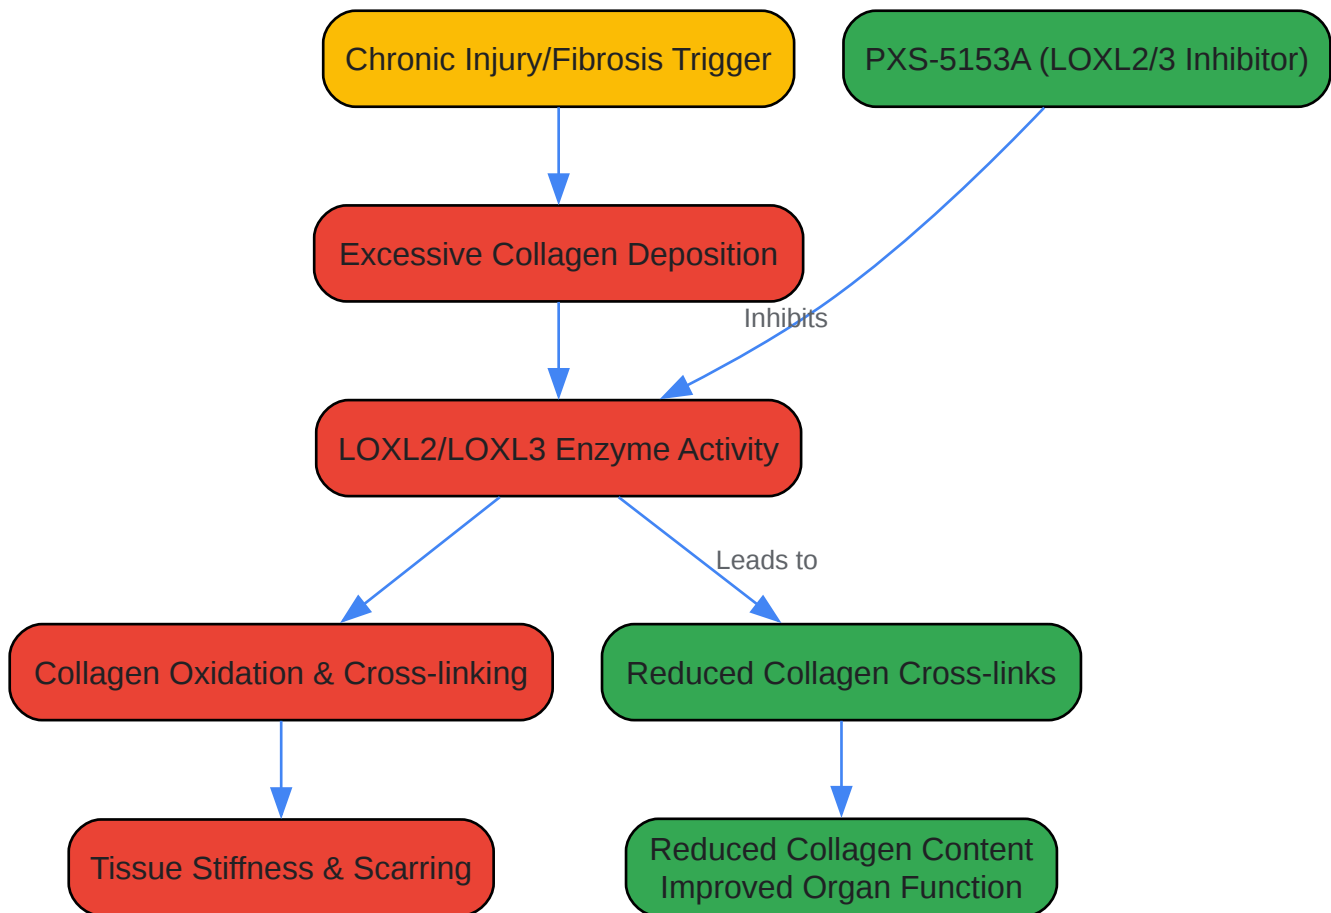 Chronic Injury/Fibrosis Trigger
PXS-5153A (LOXL2/3 Inhibitor)
Excessive Collagen Deposition
Inhibits
LOXL2/LOXL3 Enzyme Activity
Leads to
Collagen Oxidation & Cross-linking
Reduced Collagen Cross-links
Tissue Stiffness & Scarring
Reduced Collagen Content
Improved Organ Function